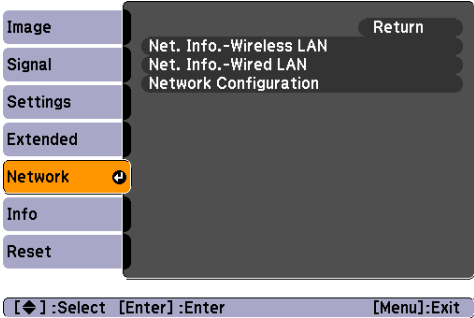 Image
Signal
Settings
Extended
Network
Info
Reset
Return
Net. Info.-Wireless LAN
Net. Info.-Wired LAN
Network Configuration
[◆] :Select [Enter] :Enter [Menu]:Exit